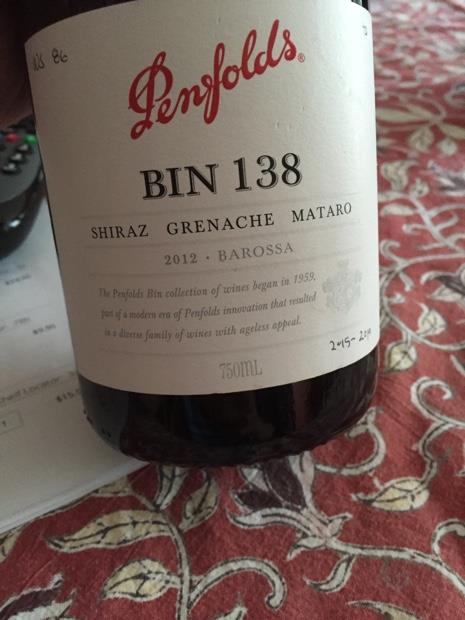 86
Penfolds®
BIN 138
SHIRAZ GRENACHE MATARO
2012 · BAROSSA
The Penfolds Bin collection of wines began in 1959,
part of a modern era of Penfolds innovation that resulted
in a diverse family of wines with ageless appeal.
750mL